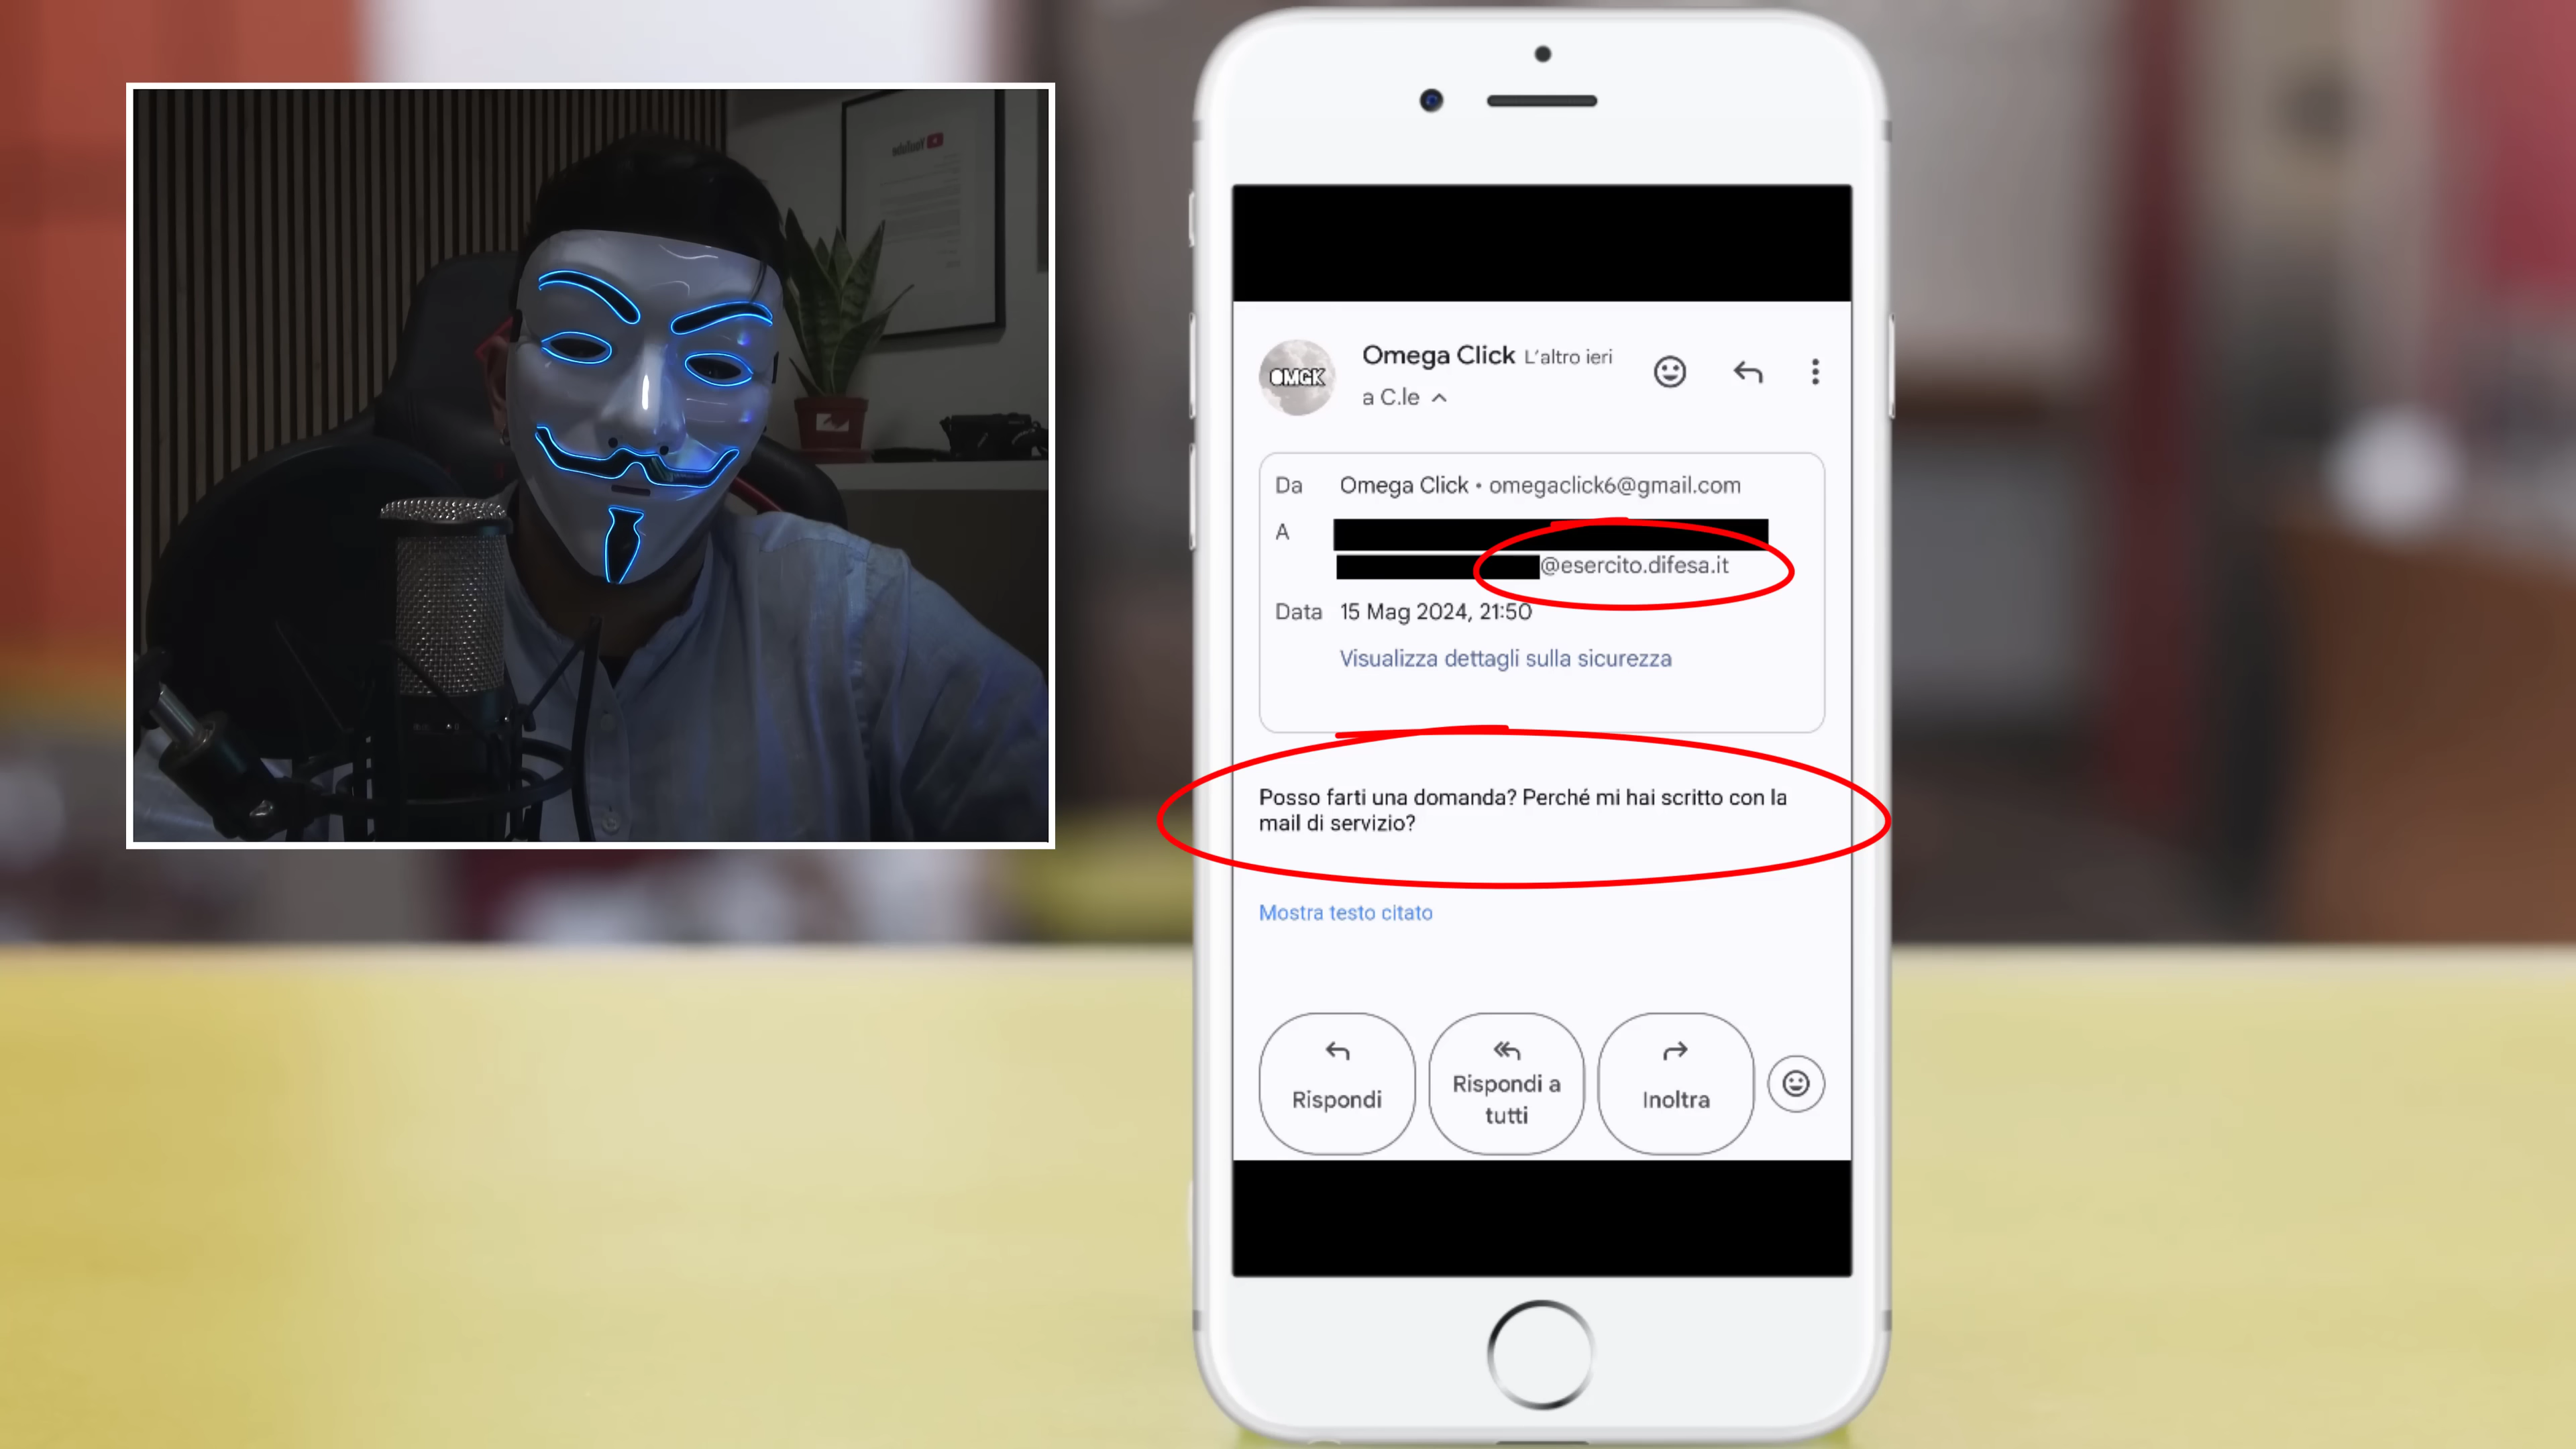 YouTube
OMGK
Omega Click L'altro ieri
a C.le
Da Omega Click • omegaclick6@gmail.com
A
@esercito.difesa.it
Data 15 Mag 2024, 21:50
Visualizza dettagli sulla sicurezza
Posso farti una domanda? Perché mi hai scritto con la
mail di servizio?
Mostra testo citato
Rispondi
Rispondi a
tutti
Inoltra